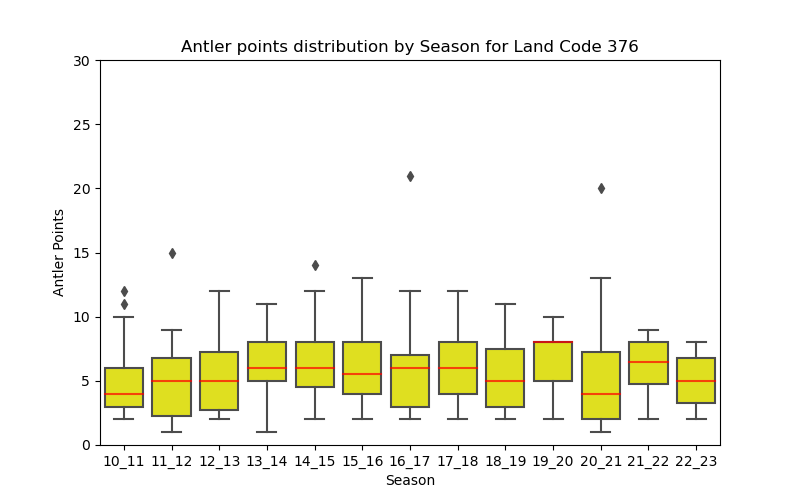 Antler points distribution by Season for Land Code 376
30
25
20
15
10
5
0
Antler Points
10_11 11_12 12_13 13_14 14_15 15_16 16_17 17_18 18_19 19_20 20_21 21_22 22_23
Season